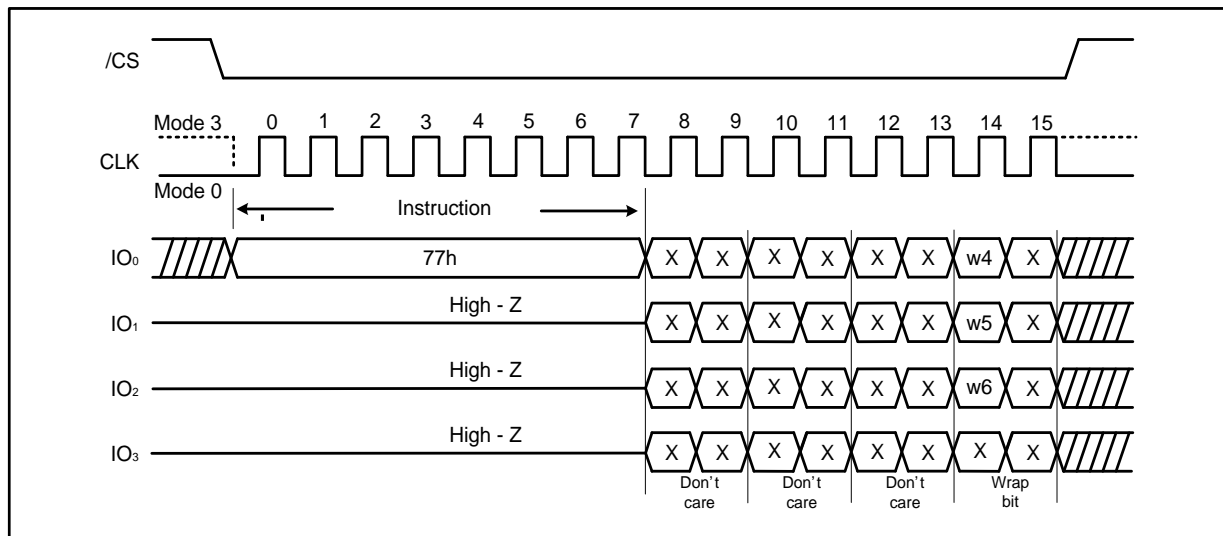 /CS
Mode 3
0 1 2 3 4 5 6 7 8 9 10 11 12 13 14 15
CLK
Mode 0
Instruction
IO0 77h X X X X X X w4 X
High - Z
IO1 X X X X X X w5 X
High - Z
IO2 X X X X X X w6 X
High - Z
IO3 X X X X X X X X
Don't care
Don't care
Don't care
Wrap bit